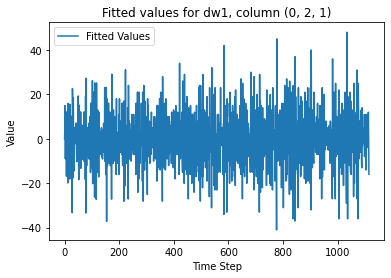 Fitted values for dw1, column (0, 2, 1)
Fitted Values
40
20
0
−20
−40
Value
0
200
400
600
800
1000
Time Step